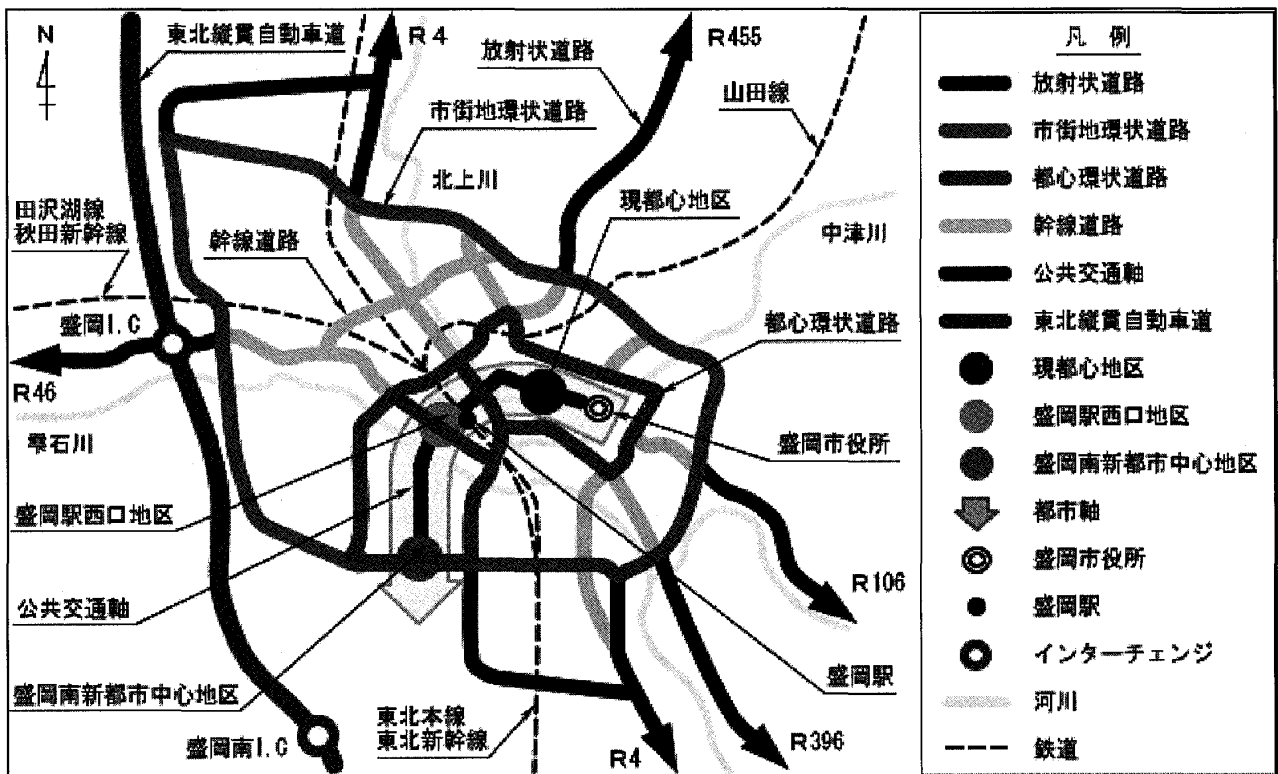 N
東北縦貫自動車道
R4
放射状道路
R455
市街地環状道路
山田線
北上川
現都心地区
田沢湖線
秋田新幹線
幹線道路
中津川
盛岡I.C
都心環状道路
R46
雫石川
盛岡市役所
盛岡駅西口地区
公共交通軸
R106
盛岡南新都市中心地区
盛岡駅
東北本線
東北新幹線
盛岡南I.C
R4
R396
凡 例
放射状道路
市街地環状道路
都心環状道路
幹線道路
公共交通軸
東北縦貫自動車道
現都心地区
盛岡駅西口地区
盛岡南新都市中心地区
都市軸
盛岡市役所
盛岡駅
インターチェンジ
河川
鉄道